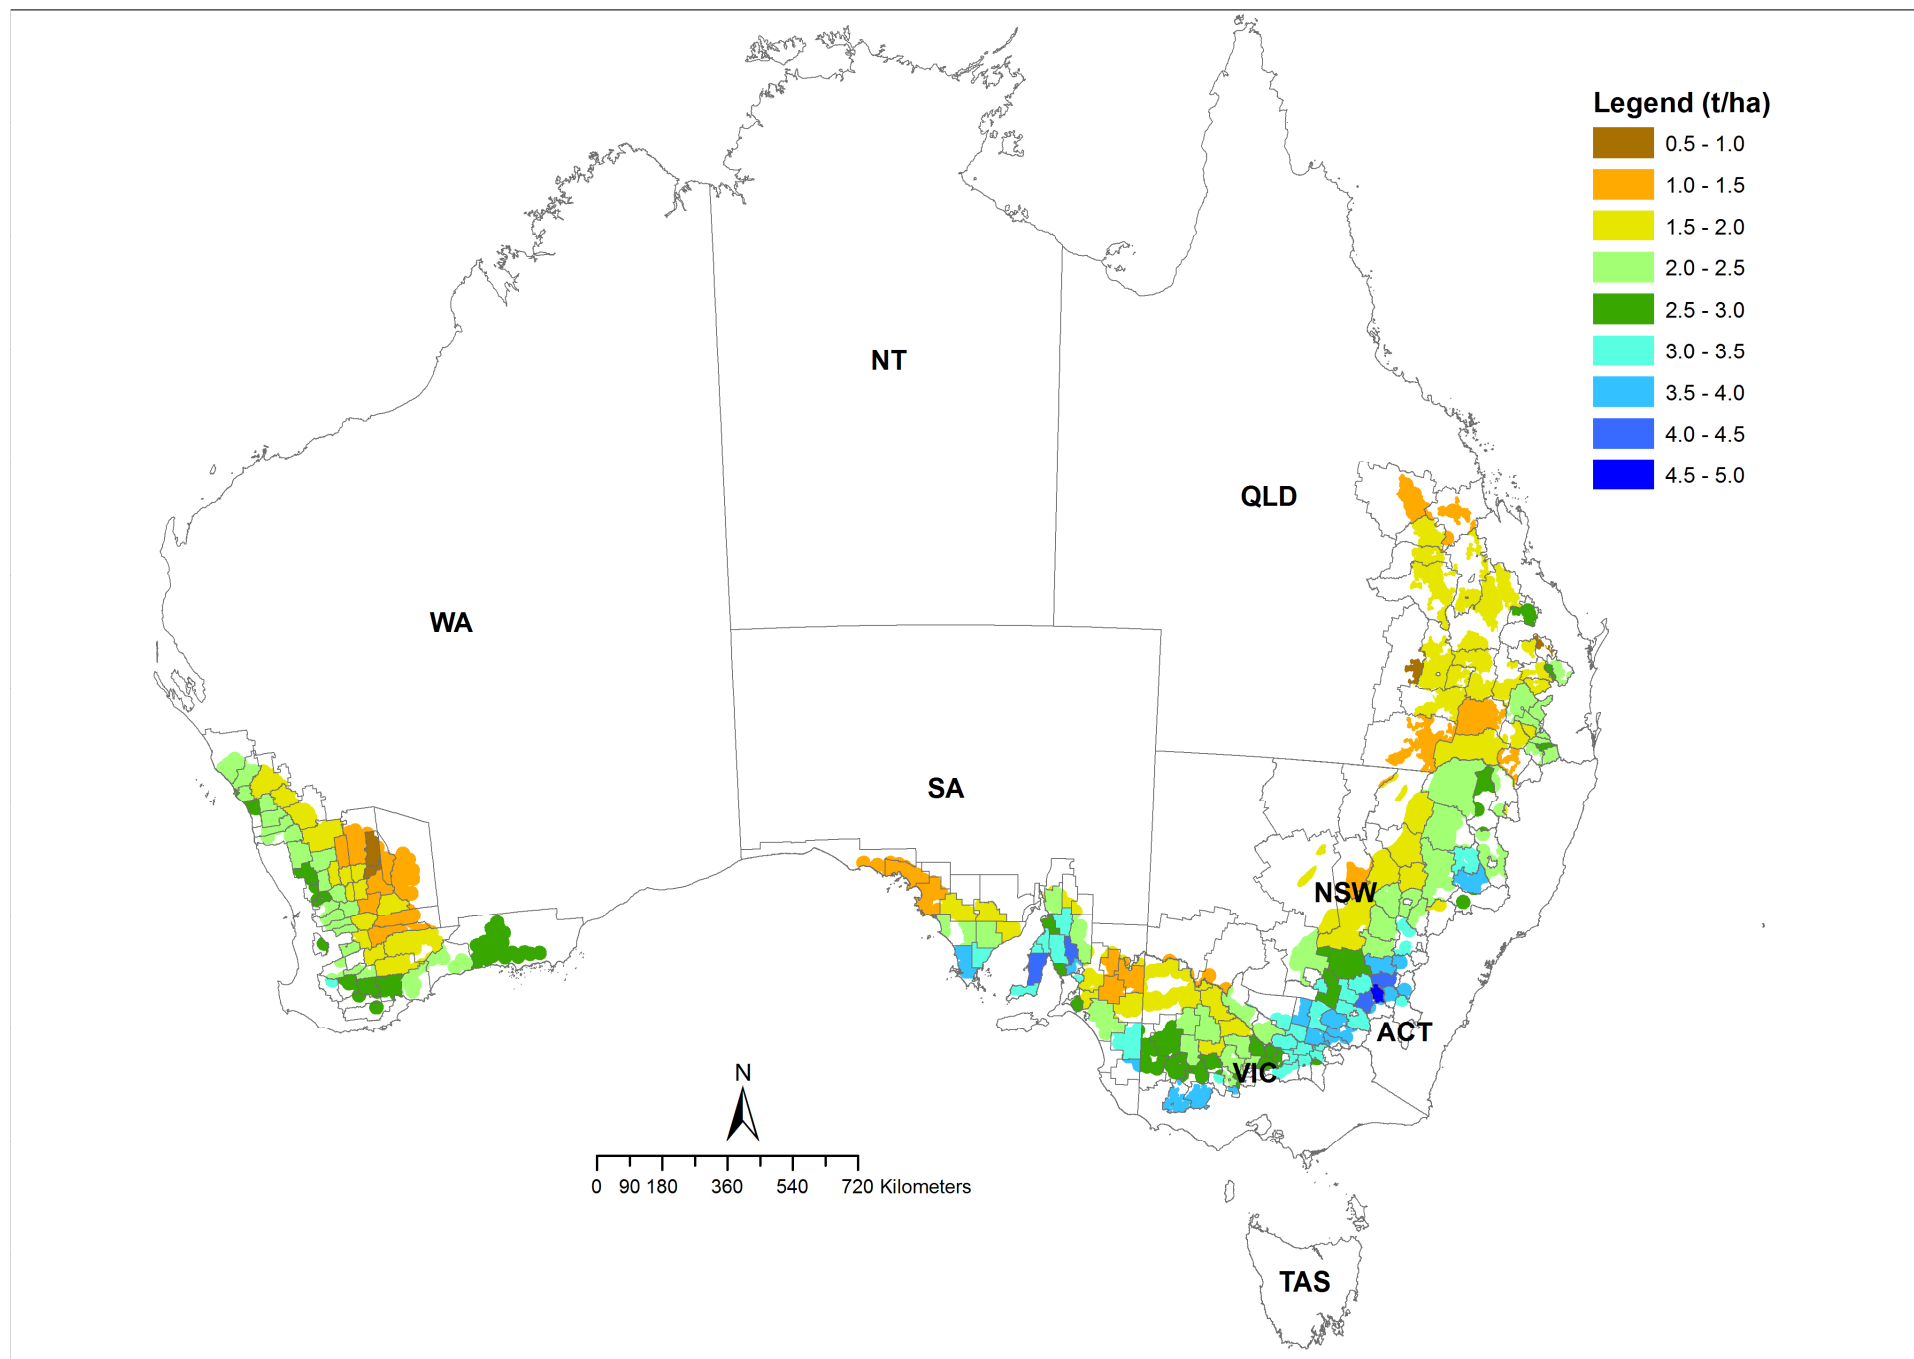 Legend (t/ha)
0.5 - 1.0
1.0 - 1.5
1.5 - 2.0
2.0 - 2.5
2.5 - 3.0
3.0 - 3.5
3.5 - 4.0
4.0 - 4.5
4.5 - 5.0
NT
QLD
WA
SA
NSW
ACT
VIC
N
0 90 180 360 540 720 Kilometers
TAS